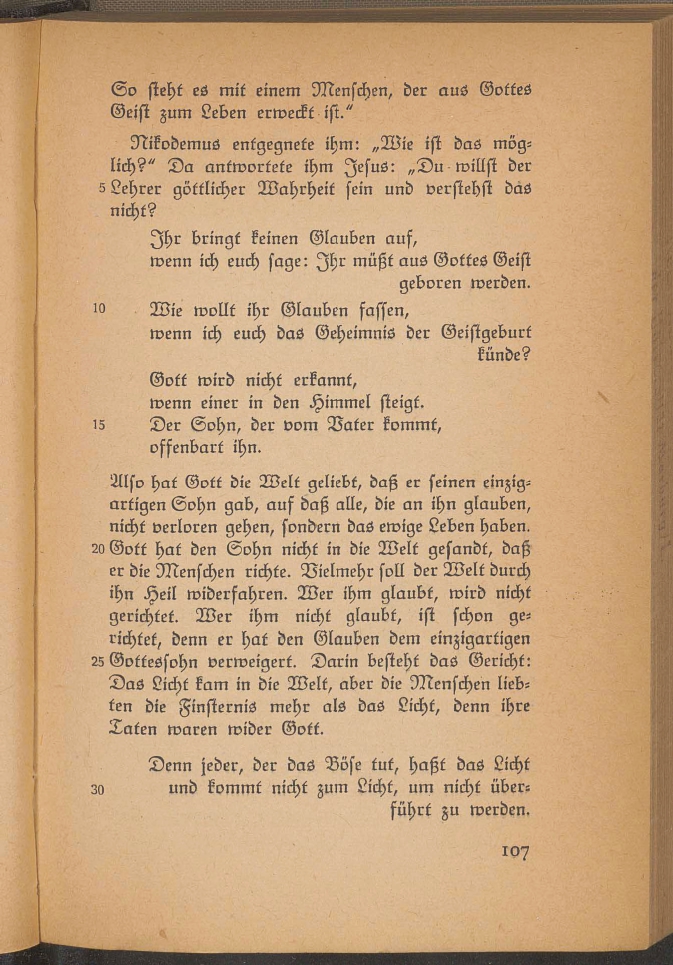 So steht es mit einem Menschen, der aus Gottes
Geist zum Leben erweckt ist.“
Nikodemus entgegnete ihm: „Wie ist das mög-
lich?“ Da antwortete ihm Jesus: „Du willst der
5 Lehrer göttlicher Wahrheit sein und verstehst das
nicht?
Ihr bringt keinen Glauben auf,
wenn ich euch sage: Ihr müßt aus Gottes Geist
geboren werden.
10 Wie wollt ihr Glauben fassen,
wenn ich euch das Geheimnis der Geistgeburt
künde?
Gott wird nicht erkannt,
wenn einer in den Himmel steigt.
15 Der Sohn, der vom Vater kommt,
offenbart ihn.
Also hat Gott die Welt geliebt, daß er seinen einzig-
artigen Sohn gab, auf daß alle, die an ihn glauben,
nicht verloren gehen, sondern das ewige Leben haben.
20 Gott hat den Sohn nicht in die Welt gesandt, daß
er die Menschen richte. Vielmehr soll der Welt durch
ihn Heil widerfahren. Wer ihm glaubt, wird nicht
gerichtet. Wer ihm nicht glaubt, ist schon ge-
richtet, denn er hat den Glauben dem einzigartigen
25 Gottessohn verweigert. Darin besteht das Gericht:
Das Licht kam in die Welt, aber die Menschen lieb-
ten die Finsternis mehr als das Licht, denn ihre
Taten waren wider Gott.
Denn jeder, der das Böse tut, haßt das Licht
30 und kommt nicht zum Licht, um nicht über-
führt zu werden.
107